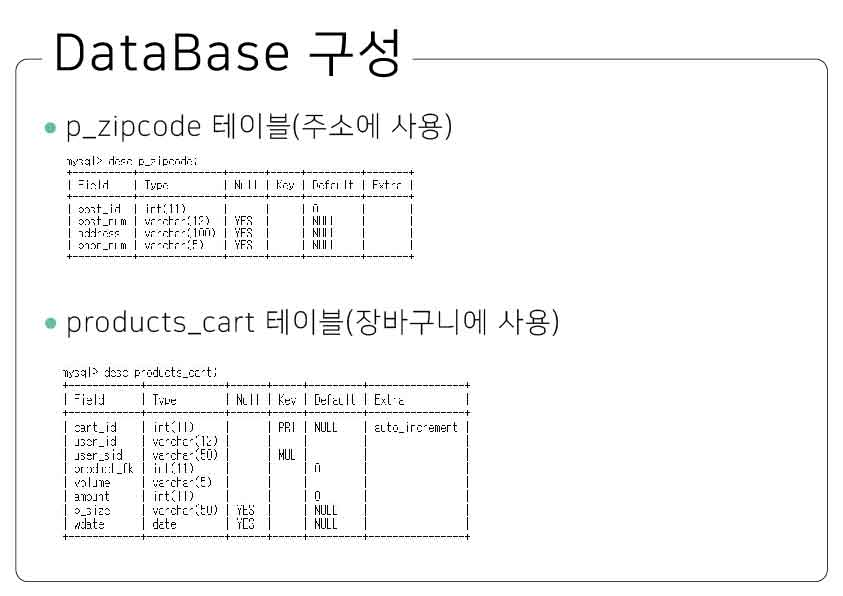 DataBase 구성
• p_zipcode 테이블(주소에 사용)
mysql> desc p_zipcode;
+---------+--------------+------+-----+---------+-------+
| Field | Type | Null | Key | Default | Extra |
+---------+--------------+------+-----+---------+-------+
| post_id | int(11) | | | 0 | |
| post_num | varchar(12) | YES | | NULL | |
| address | varchar(100) | YES | | NULL | |
| varchar(5) | YES | | NULL | |
+---------+--------------+------+-----+---------+-------+
• products_cart 테이블(장바구니에 사용)
mysql> desc products_cart;
+------------+-------------+------+-----+---------+----------------+
| Field | Type | Null | Key | Default | Extra |
+------------+-------------+------+-----+---------+----------------+
| cart_id | int(11) | | PRI | NULL | auto_increment |
| user_id | varchar(12) | | | | |
| user_sid | varchar(50) | | MUL | | |
| product_fk | int(11) | | | 0 | |
| volume | varchar(5) | | | | |
| amount | int(11) | | | 0 | |
| p_size | varchar(50) | YES | | NULL | |
| wdate | date | YES | | NULL | |
+------------+-------------+------+-----+---------+----------------+